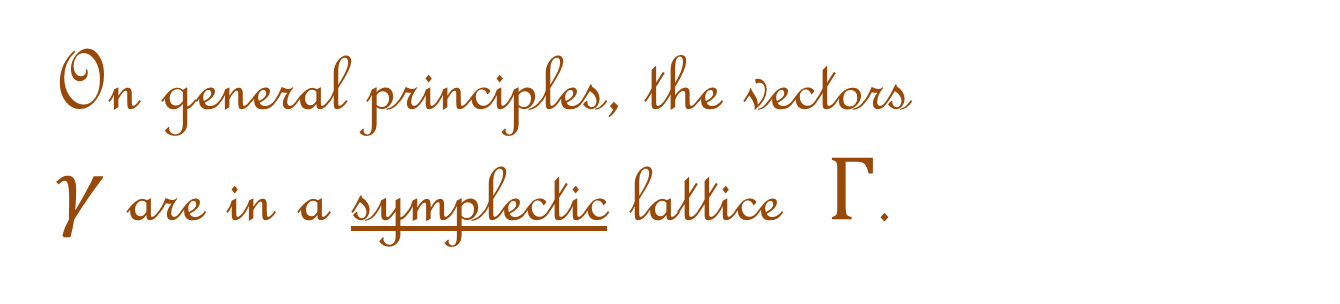 On general principles, the vectors
γ are in a symplectic lattice Γ.